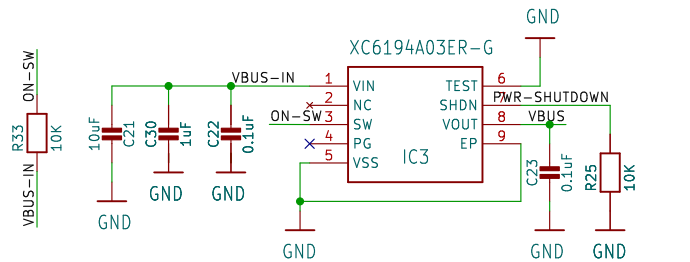 GND
XC6194A03ER-G
ON-SW
R33
10K
VBUS-IN
VBUS-IN
10uF
C21
C30
1uF
C22
0.1uF
GND
GND
GND
ON-SW
1
2
3
4
5
VIN
NC
SW
PG
VSS
IC3
TEST
SHDN
VOUT
EP
6
7
8
9
PWR-SHUTDOWN
VBUS
C23
0.1uF
R25
10K
GND
GND
GND